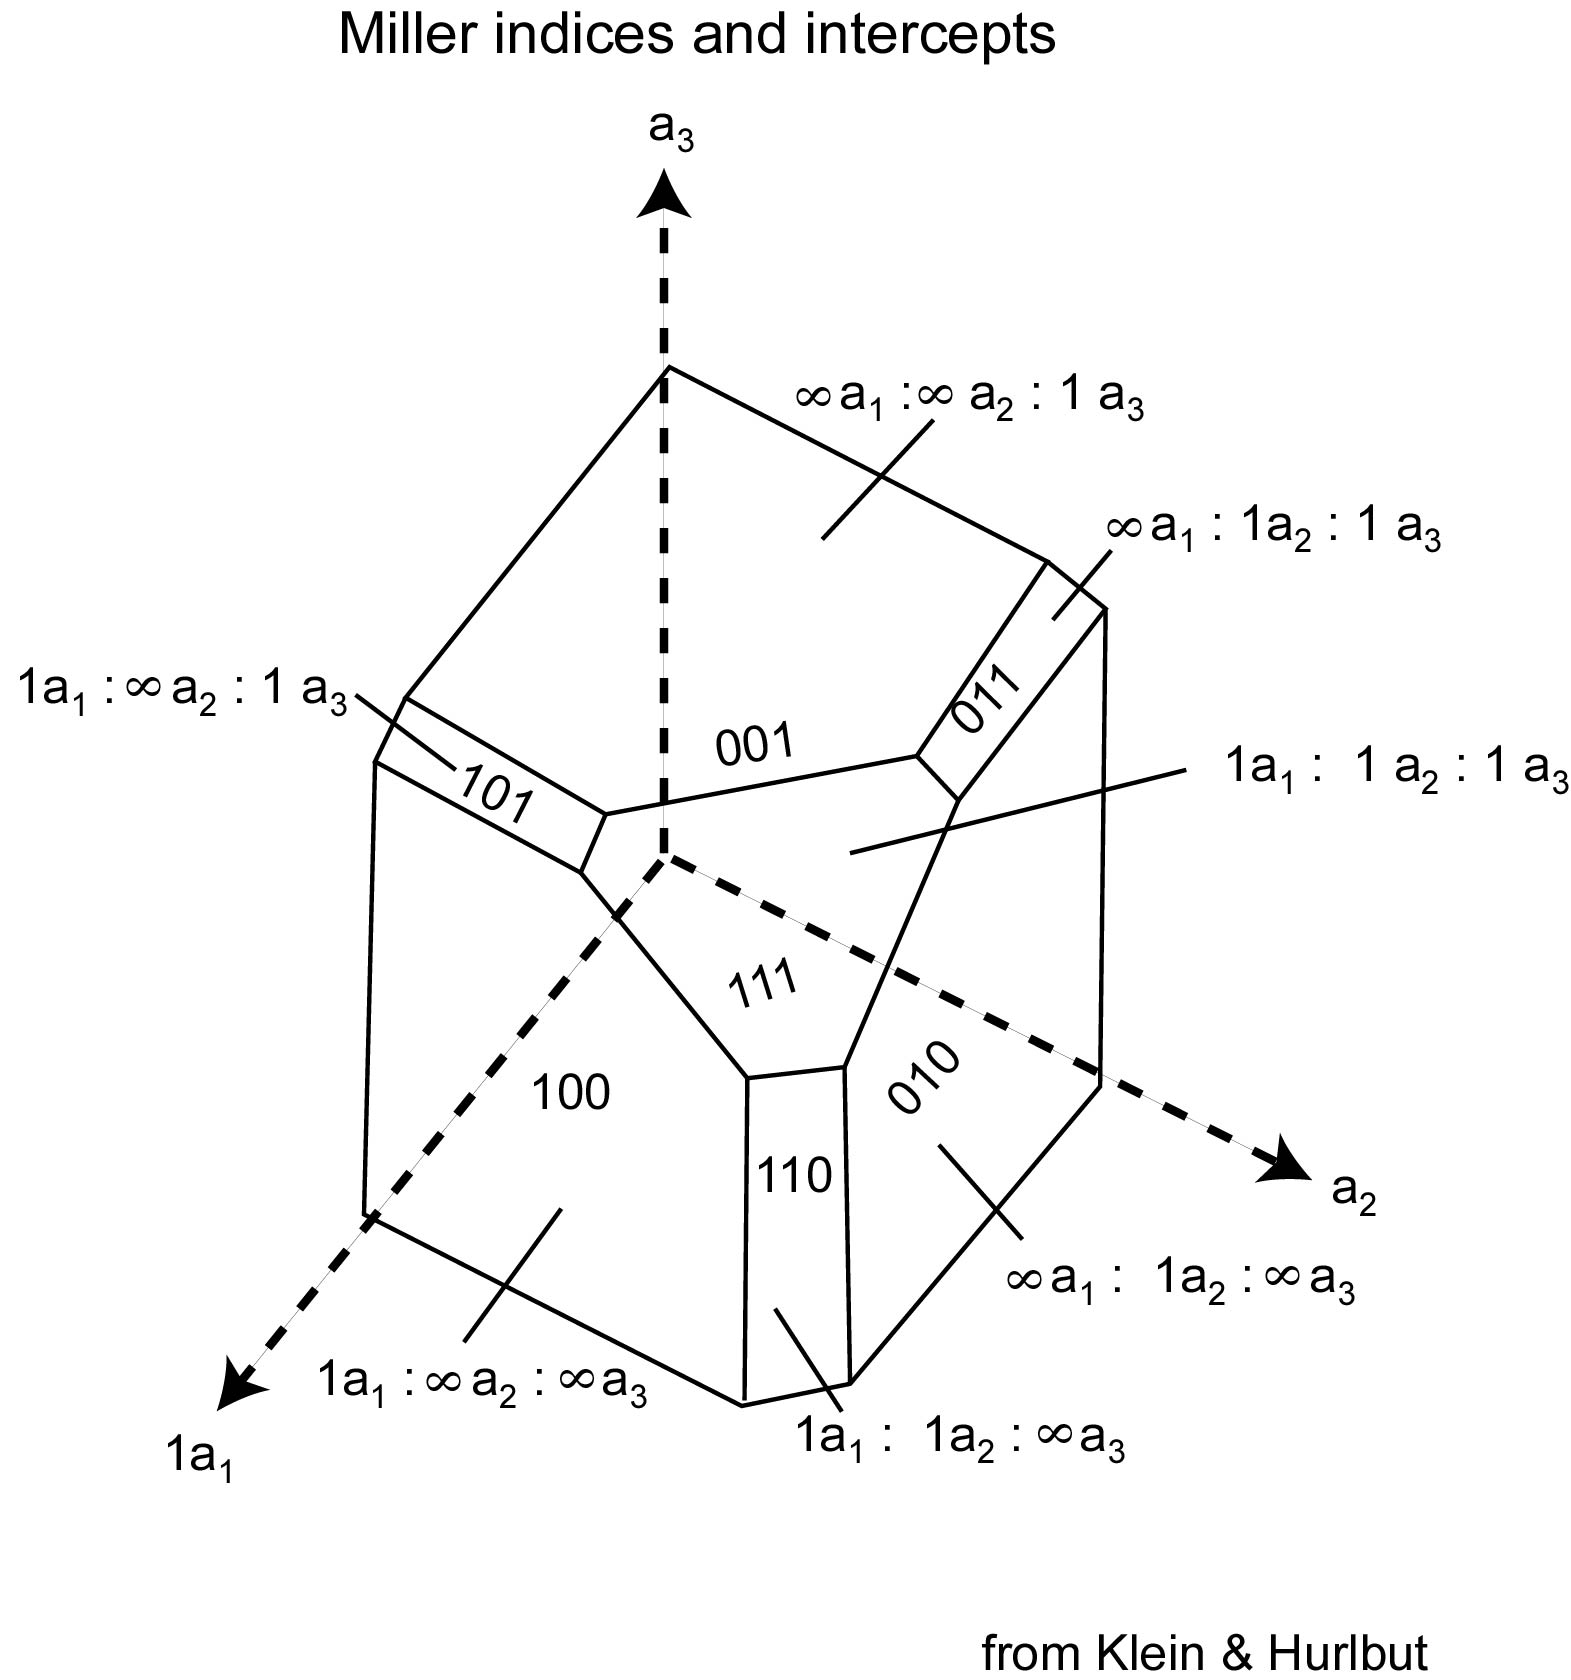 Miller indices and intercepts
a₃
∞a₁ :∞ a₂ : 1 a₃
∞a₁ : 1a₂ : 1 a₃
1a₁ :∞a₂ : 1 a₃
011
001
1a₁ : 1 a₂ : 1 a₃
101
111
010
100
110
a₂
∞a₁ : 1a₂ :∞a₃
1a₁ :∞a₂ :∞a₃
1a₁ : 1a₂ :∞a₃
1a₁
from Klein & Hurlbut